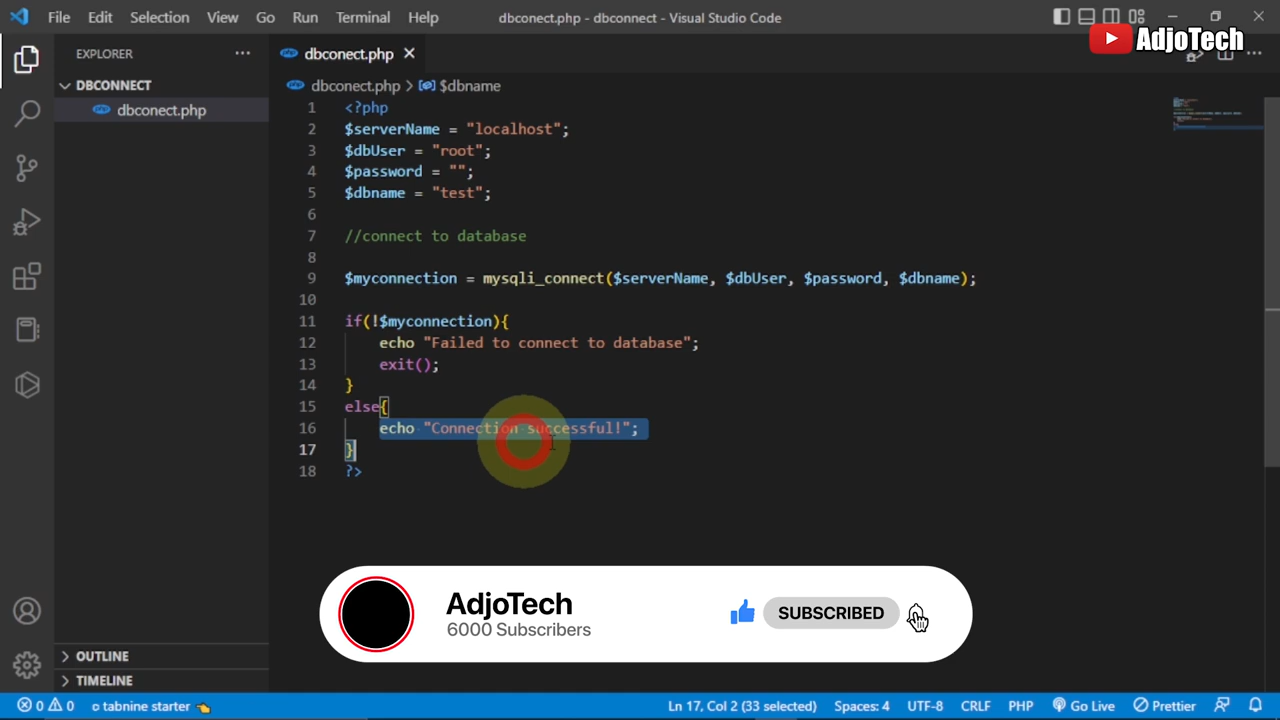 File Edit Selection View Go Run Terminal Help dbconect.php - dbconnect - Visual Studio Code
AdjoTech
EXPLORER
DBCONNECT
dbconect.php
dbconect.php
dbconect.php > $dbname
1 <?php
2 $serverName = "localhost";
3 $dbUser = "root";
4 $password = "";
5 $dbname = "test";
6
7 //connect to database
8
9 $myconnection = mysqli_connect($serverName, $dbUser, $password, $dbname);
10
11 if(!$myconnection){
12 echo "Failed to connect to database";
13 exit();
14 }
15 else{
16 echo "Connection successful!";
17 }
18 ?>
AdjoTech
6000 Subscribers
SUBSCRIBED
OUTLINE
TIMELINE
0 0 tabnine starter Ln 17, Col 2 (33 selected) Spaces: 4 UTF-8 CRLF PHP Go Live Prettier